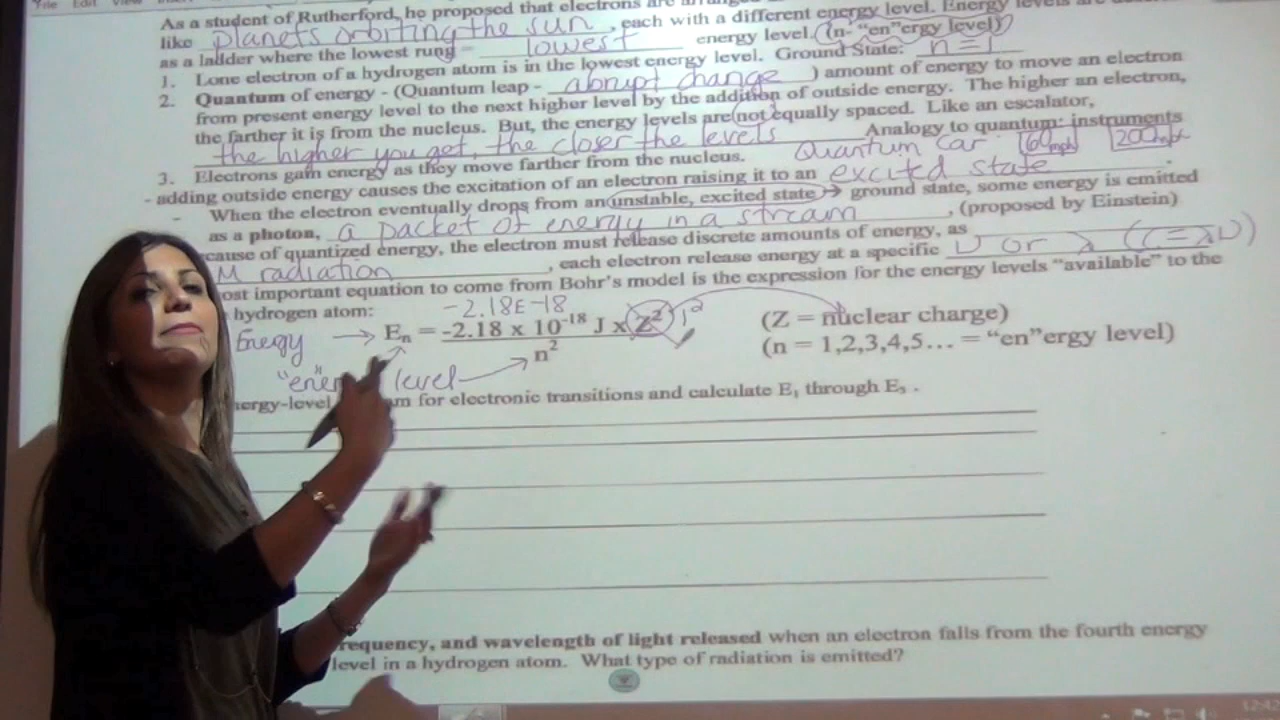 File Edit View Insert
As a student of Rutherford, he proposed that electrons are arranged
like planets orbiting the sun, each with a different energy level. Energy levels are
as a ladder where the lowest rung = lowest energy level. (n- "en"ergy level)
1. Lone electron of a hydrogen atom is in the lowest energy level. Ground State: n = 1
2. Quantum of energy - (Quantum leap - abrupt change) amount of energy to move an electron
from present energy level to the next higher level by the addition of outside energy. The higher an electron,
the farther it is from the nucleus. But, the energy levels are not equally spaced. Like an escalator,
the higher you get, the closer the levels Analogy to quantum: instruments
Quantum Car: 60mph 200mph
3. Electrons gain energy as they move farther from the nucleus.
- adding outside energy causes the excitation of an electron raising it to an excited state.
- When the electron eventually drops from an unstable, excited state → ground state, some energy is emitted
as a photon, a packet of energy in a stream, (proposed by Einstein)
cause of quantized energy, the electron must release discrete amounts of energy, as
M radiation, each electron release energy at a specific ν or λ (c = λν)
ost important equation to come from Bohr's model is the expression for the energy levels "available" to the
hydrogen atom:
-2.18E-18
Energy → En = -2.18 x 10⁻¹⁸ J x Z² 1² (Z = nuclear charge)
n² (n = 1,2,3,4,5… = "en"ergy level)
level
ergy-level for electronic transitions and calculate E1 through E5 .
requency, and wavelength of light released when an electron falls from the fourth energy
level in a hydrogen atom. What type of radiation is emitted?